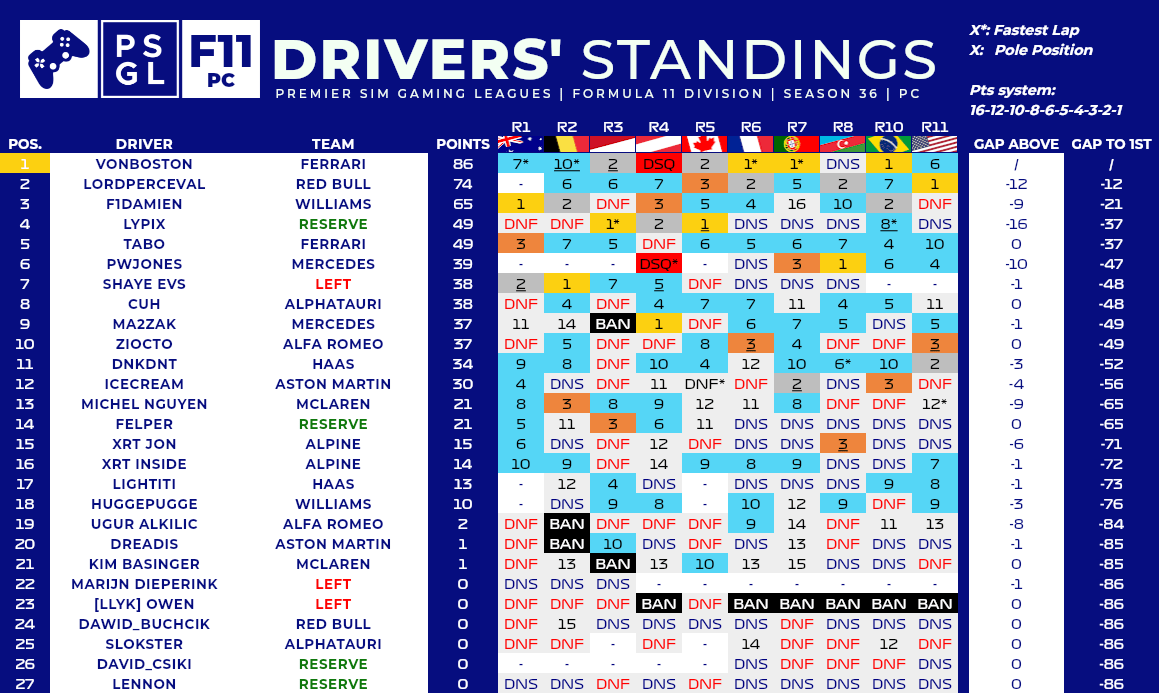 PS
GL
F11
PC
DRIVERS' STANDINGS
PREMIER SIM GAMING LEAGUES | FORMULA 11 DIVISION | SEASON 36 | PC
X*: Fastest Lap
X: Pole Position
Pts system:
16-12-10-8-6-5-4-3-2-1
R1 R2 R3 R4 R5 R6 R7 R8 R10 R11
POS. DRIVER TEAM POINTS GAP ABOVE GAP TO 1ST
1 VONBOSTON FERRARI 86 7* 10* 2 DSQ 2 1* 1* DNS 1 6 / /
2 LORDPERCEVAL RED BULL 74 - 6 6 7 3 2 5 2 7 1 -12 -12
3 F1DAMIEN WILLIAMS 65 1 2 DNF 3 5 4 16 10 2 DNF -9 -21
4 LYPIX RESERVE 49 DNF DNF 1* 2 1 DNS DNS DNS 8* DNS -16 -37
5 TABO FERRARI 49 3 7 5 DNF 6 5 6 7 4 10 0 -37
6 PWJONES MERCEDES 39 - - - DSQ* - DNS 3 1 6 4 -10 -47
7 SHAYE EVS LEFT 38 2 1 7 5 DNF DNS DNS DNS - - -1 -48
8 CUH ALPHATAURI 38 DNF 4 DNF 4 7 7 11 4 5 11 0 -48
9 MA2ZAK MERCEDES 37 11 14 BAN 1 DNF 6 7 5 DNS 5 -1 -49
10 ZIOCTO ALFA ROMEO 37 DNF 5 DNF DNF 8 3 4 DNF DNF 3 0 -49
11 DNKDNT HAAS 34 9 8 DNF 10 4 12 10 6* 10 2 -3 -52
12 ICECREAM ASTON MARTIN 30 4 DNS DNF 11 DNF* DNF 2 DNS 3 DNF -4 -56
13 MICHEL NGUYEN MCLAREN 21 8 3 8 9 12 11 8 DNF DNF 12* -9 -65
14 FELPER RESERVE 21 5 11 3 6 11 DNS DNS DNS DNS DNS 0 -65
15 XRT JON ALPINE 15 6 DNS DNF 12 DNF DNS DNS 3 DNS DNS -6 -71
16 XRT INSIDE ALPINE 14 10 9 DNF 14 9 8 9 DNS DNS 7 -1 -72
17 LIGHTITI HAAS 13 - 12 4 DNS - DNS DNS DNS 9 8 -1 -73
18 HUGGEPUGGE WILLIAMS 10 - DNS 9 8 - 10 12 9 DNF 9 -3 -76
19 UGUR ALKILIC ALFA ROMEO 2 DNF BAN DNF DNF DNF 9 14 DNF 11 13 -8 -84
20 DREADIS ASTON MARTIN 1 DNF BAN 10 DNS DNF DNS 13 DNF DNS DNS -1 -85
21 KIM BASINGER MCLAREN 1 DNF 13 BAN 13 10 13 15 DNS DNS DNF 0 -85
22 MARIJN DIEPERINK LEFT 0 DNS DNS DNS - - - - - - - -1 -86
23 [LLYK] OWEN LEFT 0 DNF DNF DNF BAN DNF BAN BAN BAN BAN BAN 0 -86
24 DAWID_BUCHCIK RED BULL 0 DNF 15 DNS DNS DNS DNS DNF DNS DNS DNS 0 -86
25 SLOKSTER ALPHATAURI 0 DNF DNF - DNF - 14 DNF DNF 12 DNF 0 -86
26 DAVID_CSIKI RESERVE 0 - - - - - DNS DNF DNF DNF DNS 0 -86
27 LENNON RESERVE 0 DNS DNS DNF DNS DNF DNS DNS DNS DNS DNS 0 -86